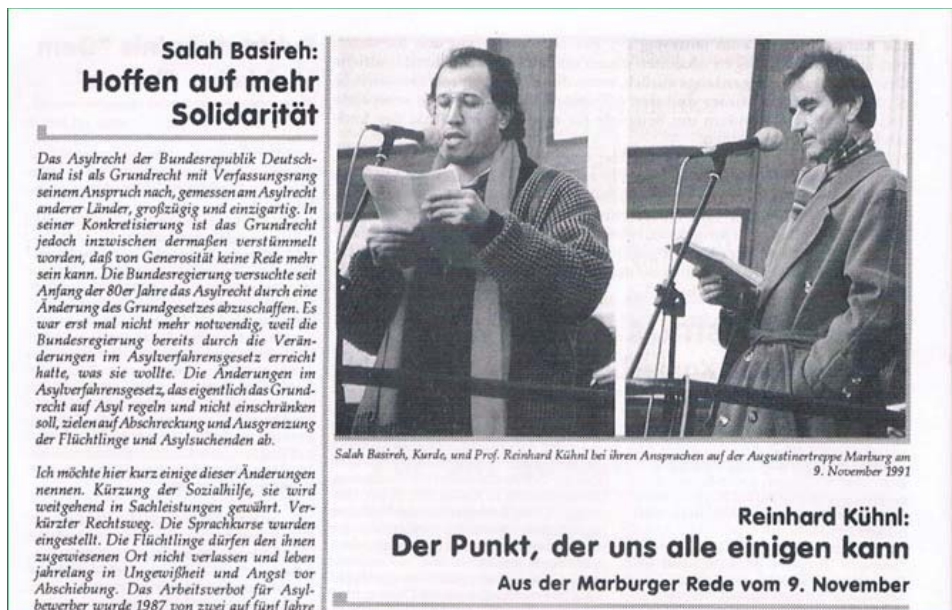 Salah Basireh:
Hoffen auf mehr
Solidarität
Das Asylrecht der Bundesrepublik Deutsch-
land ist als Grundrecht mit Verfassungsrang
seinem Anspruch nach, gemessen am Asylrecht
anderer Länder, großzügig und einzigartig. In
seiner Konkretisierung ist das Grundrecht
jedoch inzwischen dermaßen verstümmelt
worden, daß von Generosität keine Rede mehr
sein kann. Die Bundesregierung versuchte seit
Anfang der 80er Jahre das Asylrecht durch eine
Änderung des Grundgesetzes abzuschaffen. Es
war erst mal nicht mehr notwendig, weil die
Bundesregierung bereits durch die Verän-
derungen im Asylverfahrensgesetz erreicht
hatte, was sie wollte. Die Änderungen im
Asylverfahrensgesetz, das eigentlich das Grund-
recht auf Asyl regeln und nicht einschränken
soll, zielen auf Abschreckung und Ausgrenzung
der Flüchtlinge und Asylsuchenden ab.
Ich möchte hier kurz einige dieser Änderungen
nennen. Kürzung der Sozialhilfe, sie wird
weitgehend in Sachleistungen gewährt. Ver-
kürzter Rechtsweg. Die Sprachkurse wurden
eingestellt. Die Flüchtlinge dürfen den ihnen
zugewiesenen Ort nicht verlassen und leben
jahrelang in Ungewißheit und Angst vor
Abschiebung. Das Arbeitsverbot für Asyl-
bewerber wurde 1987 von zwei auf fünf Jahre
Salah Basireh, Kurde, und Prof. Reinhard Kühnl bei ihren Ansprachen auf der Augustinertreppe Marburg am
9. November 1991
Reinhard Kühnl:
Der Punkt, der uns alle einigen kann
Aus der Marburger Rede vom 9. November